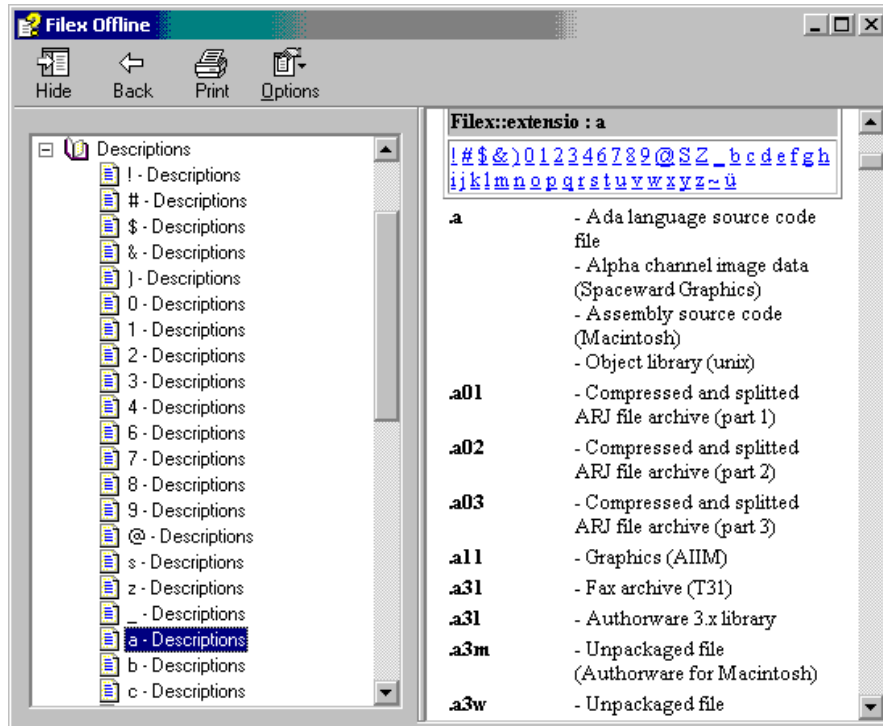 Filex Offline
Hide Back Print Options
Descriptions
! - Descriptions
# - Descriptions
$ - Descriptions
& - Descriptions
) - Descriptions
0 - Descriptions
1 - Descriptions
2 - Descriptions
3 - Descriptions
4 - Descriptions
6 - Descriptions
7 - Descriptions
8 - Descriptions
9 - Descriptions
@ - Descriptions
s - Descriptions
z - Descriptions
_ - Descriptions
a - Descriptions
b - Descriptions
c - Descriptions
Filex::extensio : a
! # $ & ) 0 1 2 3 4 6 7 8 9 @ S Z _ b c d e f g h
i j k l m n o p q r s t u v w x y z ~ ü
.a - Ada language source code
file
- Alpha channel image data
(Spaceward Graphics)
- Assembly source code
(Macintosh)
- Object library (unix)
.a01 - Compressed and splitted
ARJ file archive (part 1)
.a02 - Compressed and splitted
ARJ file archive (part 2)
.a03 - Compressed and splitted
ARJ file archive (part 3)
.a11 - Graphics (AIIM)
.a31 - Fax archive (T31)
.a3l - Authorware 3.x library
.a3m - Unpackaged file
(Authorware for Macintosh)
.a3w - Unpackaged file